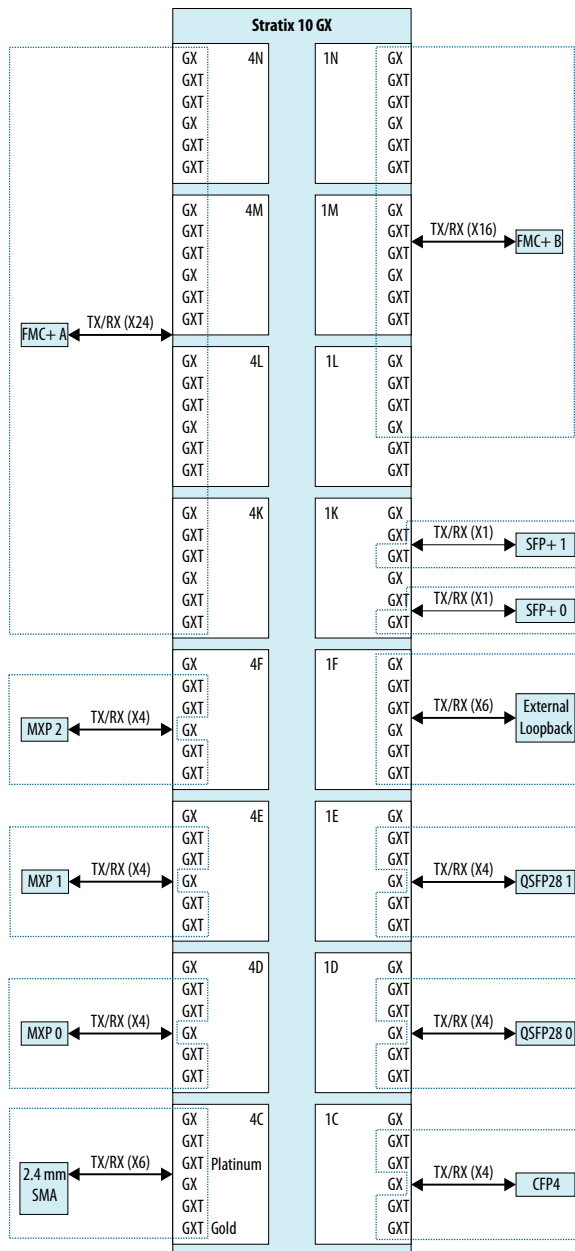 Stratix 10 GX
GX 4N 1N GX
GXT GXT
GXT GXT
GX GX
GXT GXT
GXT GXT
GX 4M 1M GX
GXT GXT
TX/RX (X16) FMC+ B
GXT GXT
GX GX
GXT GXT
GXT GXT
FMC+ A TX/RX (X24)
GX 4L 1L GX
GXT GXT
GXT GXT
GX GX
GXT GXT
GXT GXT
GX 4K 1K GX
GXT GXT
TX/RX (X1) SFP+ 1
GXT GXT
GX GX
TX/RX (X1) SFP+ 0
GXT GXT
GXT GXT
GX 4F 1F GX
GXT GXT
GXT GXT
MXP 2 TX/RX (X4)
TX/RX (X6) External
Loopback
GX GX
GXT GXT
GXT GXT
GX 4E 1E GX
GXT GXT
GXT GXT
MXP 1 TX/RX (X4) GX GX TX/RX (X4) QSFP28 1
GXT GXT
GXT GXT
GX 4D 1D GX
GXT GXT
GXT GXT
MXP 0 TX/RX (X4) GX GX TX/RX (X4) QSFP28 0
GXT GXT
GXT GXT
GX 4C 1C GX
GXT GXT
GXT Platinum GXT
2.4 mm
SMA
TX/RX (X6)
GX GX TX/RX (X4) CFP4
GXT GXT
GXT Gold GXT